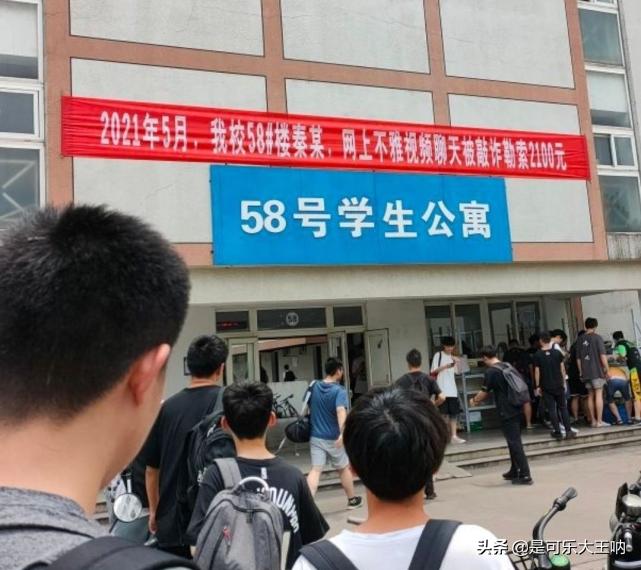 2021年5月，我校58#楼秦某，网上不雅视频聊天被敲诈勒索2100元
58号学生公寓
58
头条 @是可乐大王呐